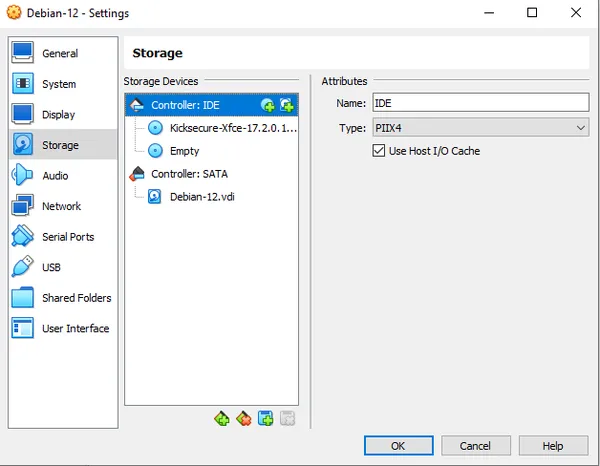 Debian-12 - Settings
General
System
Display
Storage
Audio
Network
Serial Ports
USB
Shared Folders
User Interface
Storage
Storage Devices
Controller: IDE
Kicksecure-Xfce-17.2.0.1...
Empty
Controller: SATA
Debian-12.vdi
Attributes
Name: IDE
Type: PIIX4
Use Host I/O Cache
OK Cancel Help